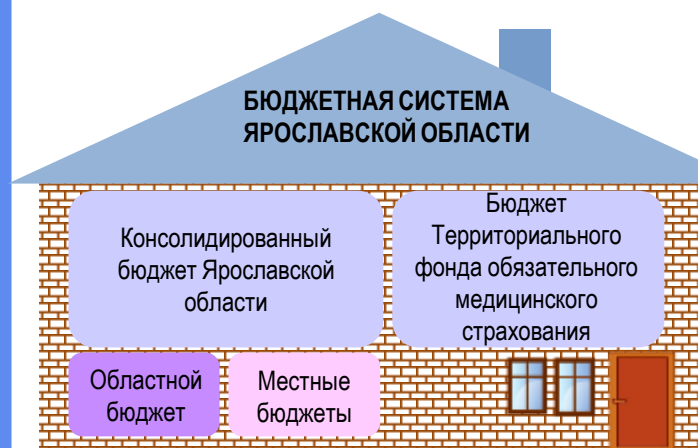 БЮДЖЕТНАЯ СИСТЕМА
ЯРОСЛАВСКОЙ ОБЛАСТИ
Консолидированный
бюджет Ярославской
области
Бюджет
Территориального
фонда обязательного
медицинского
страхования
Областной
бюджет
Местные
бюджеты